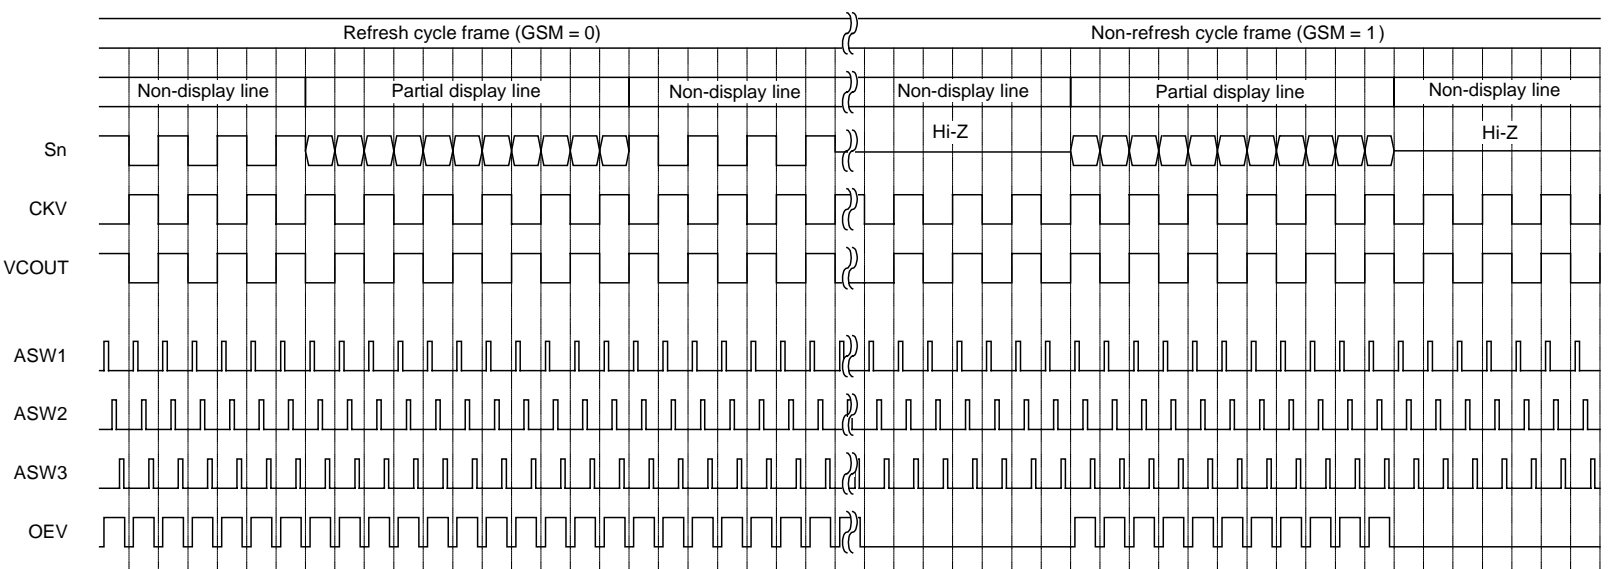 Refresh cycle frame (GSM = 0)
Non-refresh cycle frame (GSM = 1)
Non-display line
Partial display line
Non-display line
Non-display line
Partial display line
Non-display line
Sn
Hi-Z
Hi-Z
CKV
VCOUT
ASW1
ASW2
ASW3
OEV